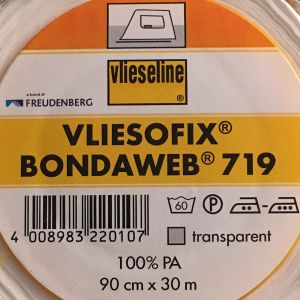 vlieseline®
a brand of
FREUDENBERG
VLIESOFIX®
BONDAWEB® 719
60 P
4 008983 220107
transparent
100% PA
90 cm x 30 m